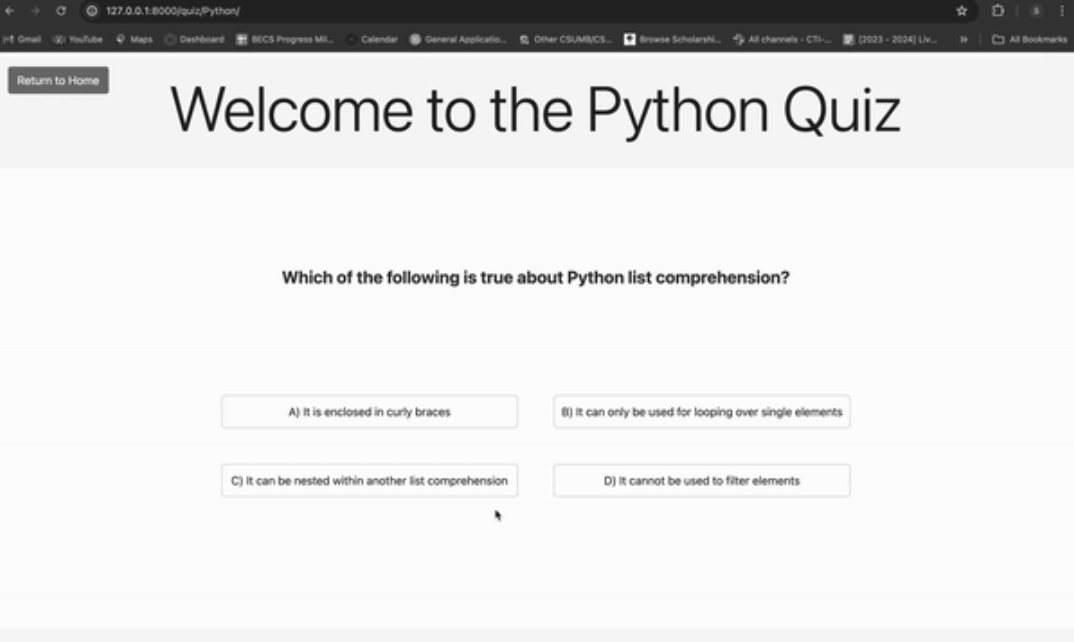 127.0.0.1:8000/quiz/Python/
Gmail YouTube Maps Dashboard BECS Progress Mil... Calendar General Applicatio... Other CSUMB/CS... Browse Scholarshi... All channels - CTI-... [2023 - 2024] Liv... » All Bookmarks
Return to Home
Welcome to the Python Quiz
Which of the following is true about Python list comprehension?
A) It is enclosed in curly braces
B) It can only be used for looping over single elements
C) It can be nested within another list comprehension
D) It cannot be used to filter elements